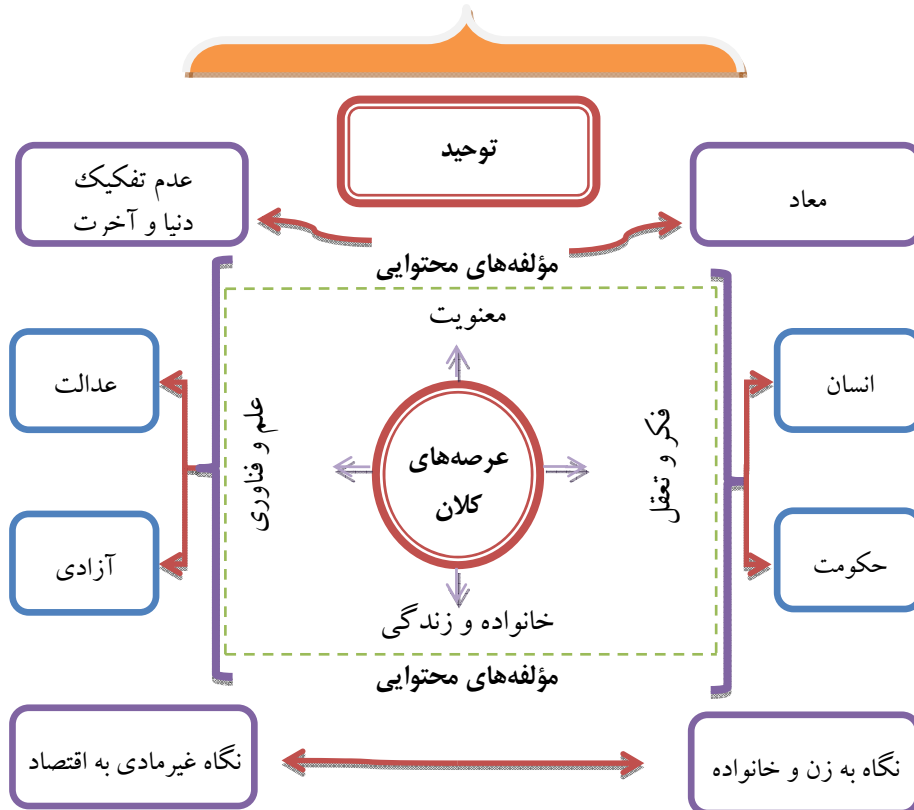 توحید
معاد
عدم تفکیک
دنیا و آخرت
مؤلفه‌های محتوایی
معنویت
انسان
عدالت
فکر و تعقل
عرصه‌های
کلان
علم و فناوری
حکومت
آزادی
خانواده و زندگی
مؤلفه‌های محتوایی
نگاه به زن و خانواده
نگاه غیرمادی به اقتصاد